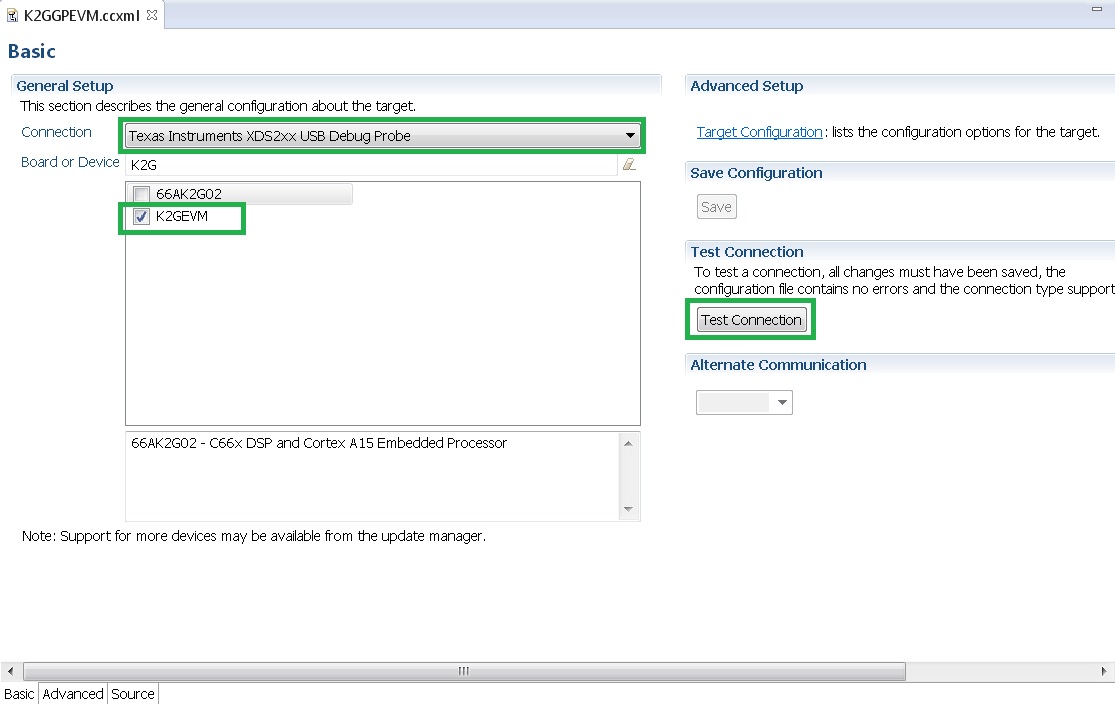 K2GGPEVM.ccxml
Basic
General Setup
This section describes the general configuration about the target.
Connection
Texas Instruments XDS2xx USB Debug Probe
Board or Device
K2G
66AK2G02
K2GEVM
66AK2G02 - C66x DSP and Cortex A15 Embedded Processor
Note: Support for more devices may be available from the update manager.
Advanced Setup
Target Configuration: lists the configuration options for the target.
Save Configuration
Save
Test Connection
To test a connection, all changes must have been saved, the
configuration file contains no errors and the connection type support
Test Connection
Alternate Communication
Basic
Advanced
Source